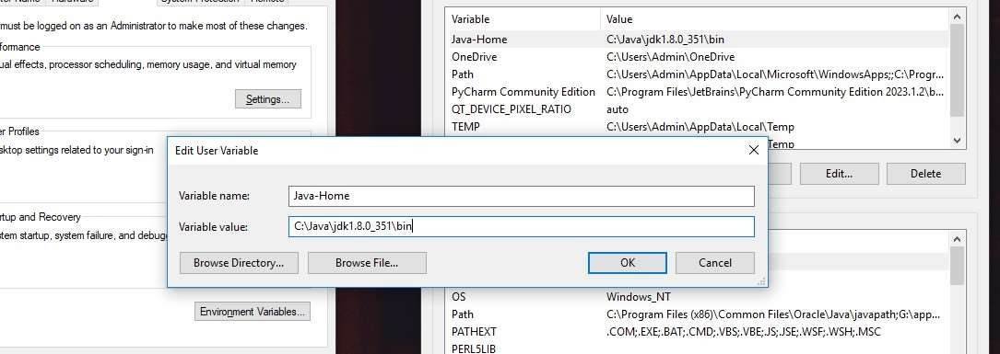 Hardware
System Protection
Remote
must be logged on as an Administrator to make most of these changes.
formance
ual effects, processor scheduling, memory usage, and virtual memory
Settings...
er Profiles
sktop settings related to your sign-in
rtup and Recovery
stem startup, system failure, and debug
Environment Variables...
Variable Value
Java-Home C:\Java\jdk1.8.0_351\bin
OneDrive C:\Users\Admin\OneDrive
Path C:\Users\Admin\AppData\Local\Microsoft\WindowsApps;;C:\Progr...
PyCharm Community Edition C:\Program Files\JetBrains\PyCharm Community Edition 2023.1.2\b...
QT_DEVICE_PIXEL_RATIO auto
TEMP C:\Users\Admin\AppData\Local\Temp
Temp
Edit... Delete
Edit User Variable
Variable name: Java-Home
Variable value: C:\Java\jdk1.8.0_351\bin
Browse Directory... Browse File... OK Cancel
OS Windows_NT
Path C:\Program Files (x86)\Common Files\Oracle\Java\javapath;G:\app...
PATHEXT .COM;.EXE;.BAT;.CMD;.VBS;.VBE;.JS;.JSE;.WSF;.WSH;.MSC
PERL5LIB